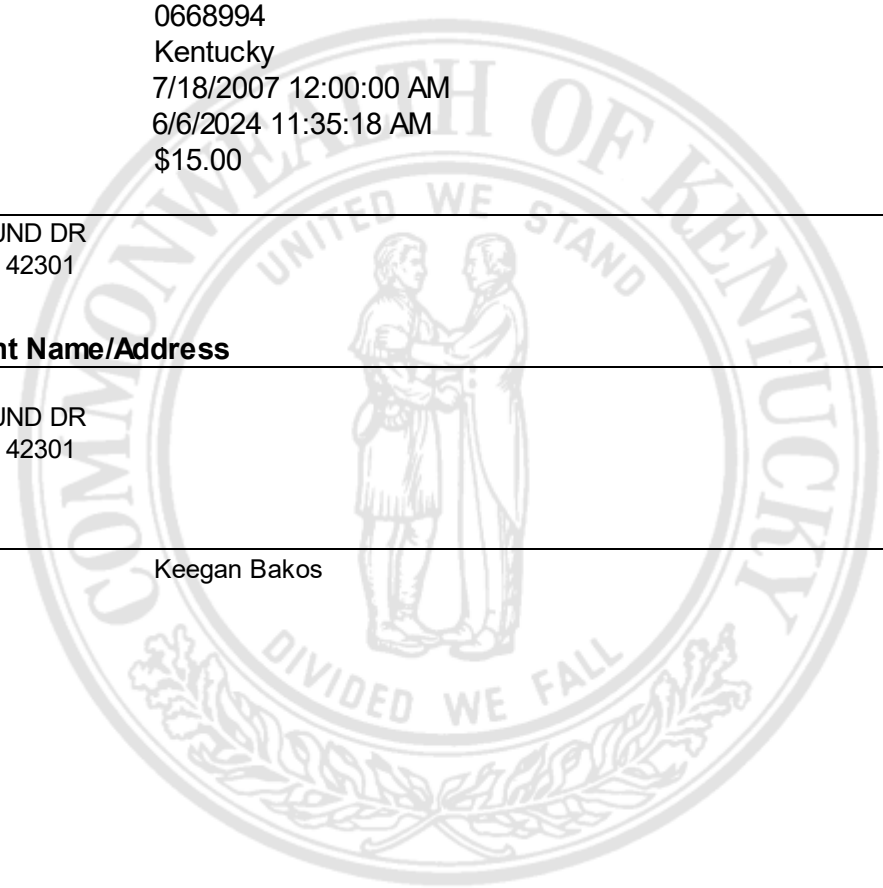 0668994
Kentucky
7/18/2007 12:00:00 AM
6/6/2024 11:35:18 AM
$15.00
UND DR
42301
nt Name/Address
UND DR
42301
Keegan Bakos
COMMONWEALTH OF KENTUCKY
UNITED WE STAND
DIVIDED WE FALL